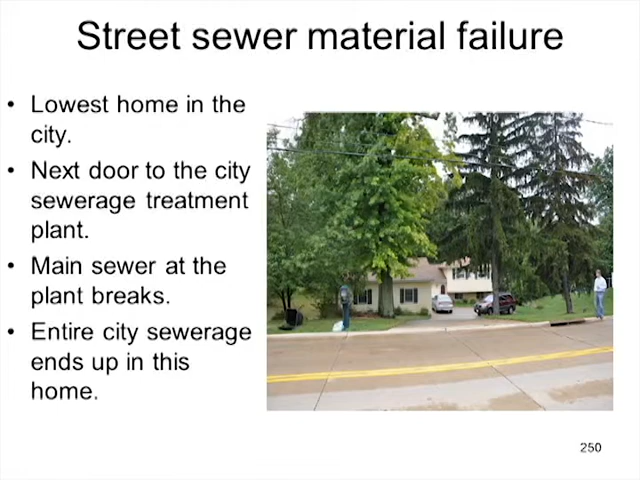 Street sewer material failure
• Lowest home in the
city.
• Next door to the city
sewerage treatment
plant.
• Main sewer at the
plant breaks.
• Entire city sewerage
ends up in this
home.
250